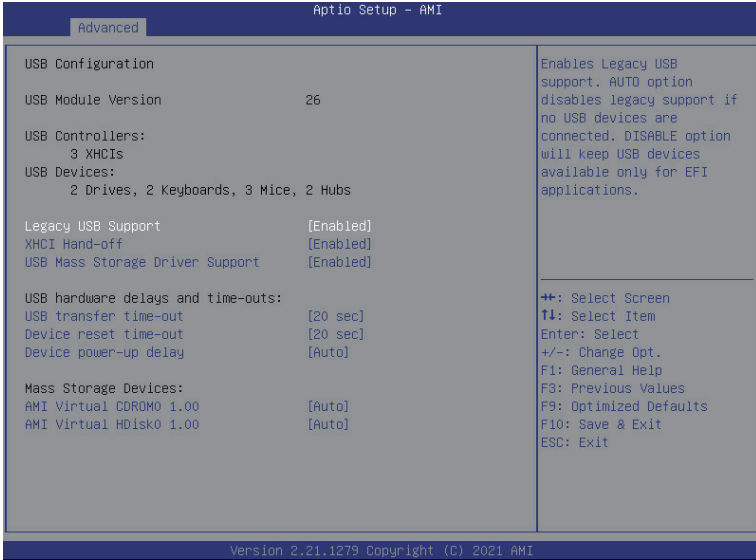 Aptio Setup – AMI
Advanced
USB Configuration
USB Module Version 26
USB Controllers:
3 XHCIs
USB Devices:
2 Drives, 2 Keyboards, 3 Mice, 2 Hubs
Legacy USB Support [Enabled]
XHCI Hand-off [Enabled]
USB Mass Storage Driver Support [Enabled]
USB hardware delays and time-outs:
USB transfer time-out [20 sec]
Device reset time-out [20 sec]
Device power-up delay [Auto]
Mass Storage Devices:
AMI Virtual CDROM0 1.00 [Auto]
AMI Virtual HDisk0 1.00 [Auto]
Enables Legacy USB
support. AUTO option
disables legacy support if
no USB devices are
connected. DISABLE option
will keep USB devices
available only for EFI
applications.
→←: Select Screen
↑↓: Select Item
Enter: Select
+/-: Change Opt.
F1: General Help
F3: Previous Values
F9: Optimized Defaults
F10: Save & Exit
ESC: Exit
Version 2.21.1279 Copyright (C) 2021 AMI